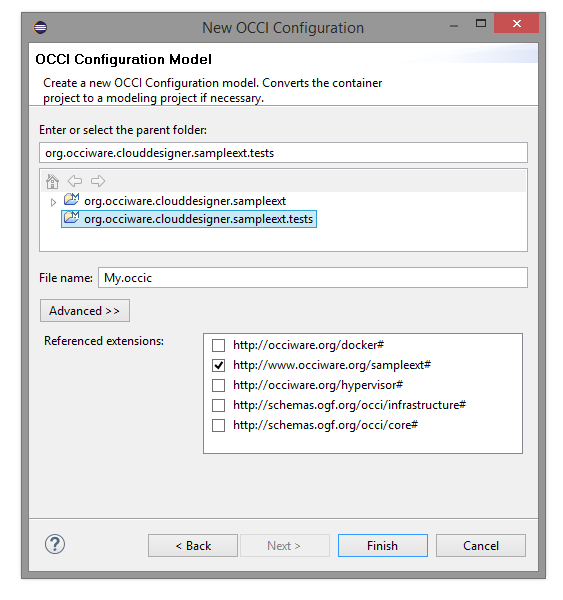 New OCCI Configuration
OCCI Configuration Model
Create a new OCCI Configuration model. Converts the container
project to a modeling project if necessary.
Enter or select the parent folder:
org.occiware.clouddesigner.sampleext.tests
org.occiware.clouddesigner.sampleext
org.occiware.clouddesigner.sampleext.tests
File name: My.occic
Advanced >>
Referenced extensions:
http://occiware.org/docker#
http://www.occiware.org/sampleext#
http://occiware.org/hypervisor#
http://schemas.ogf.org/occi/infrastructure#
http://schemas.ogf.org/occi/core#
? < Back Next > Finish Cancel